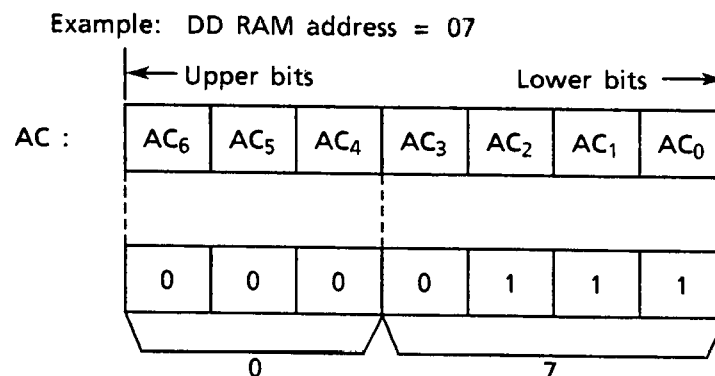 Example: DD RAM address = 07
Upper bits Lower bits
AC : AC₆ AC₅ AC₄ AC₃ AC₂ AC₁ AC₀
0 0 0 0 1 1 1
0 7